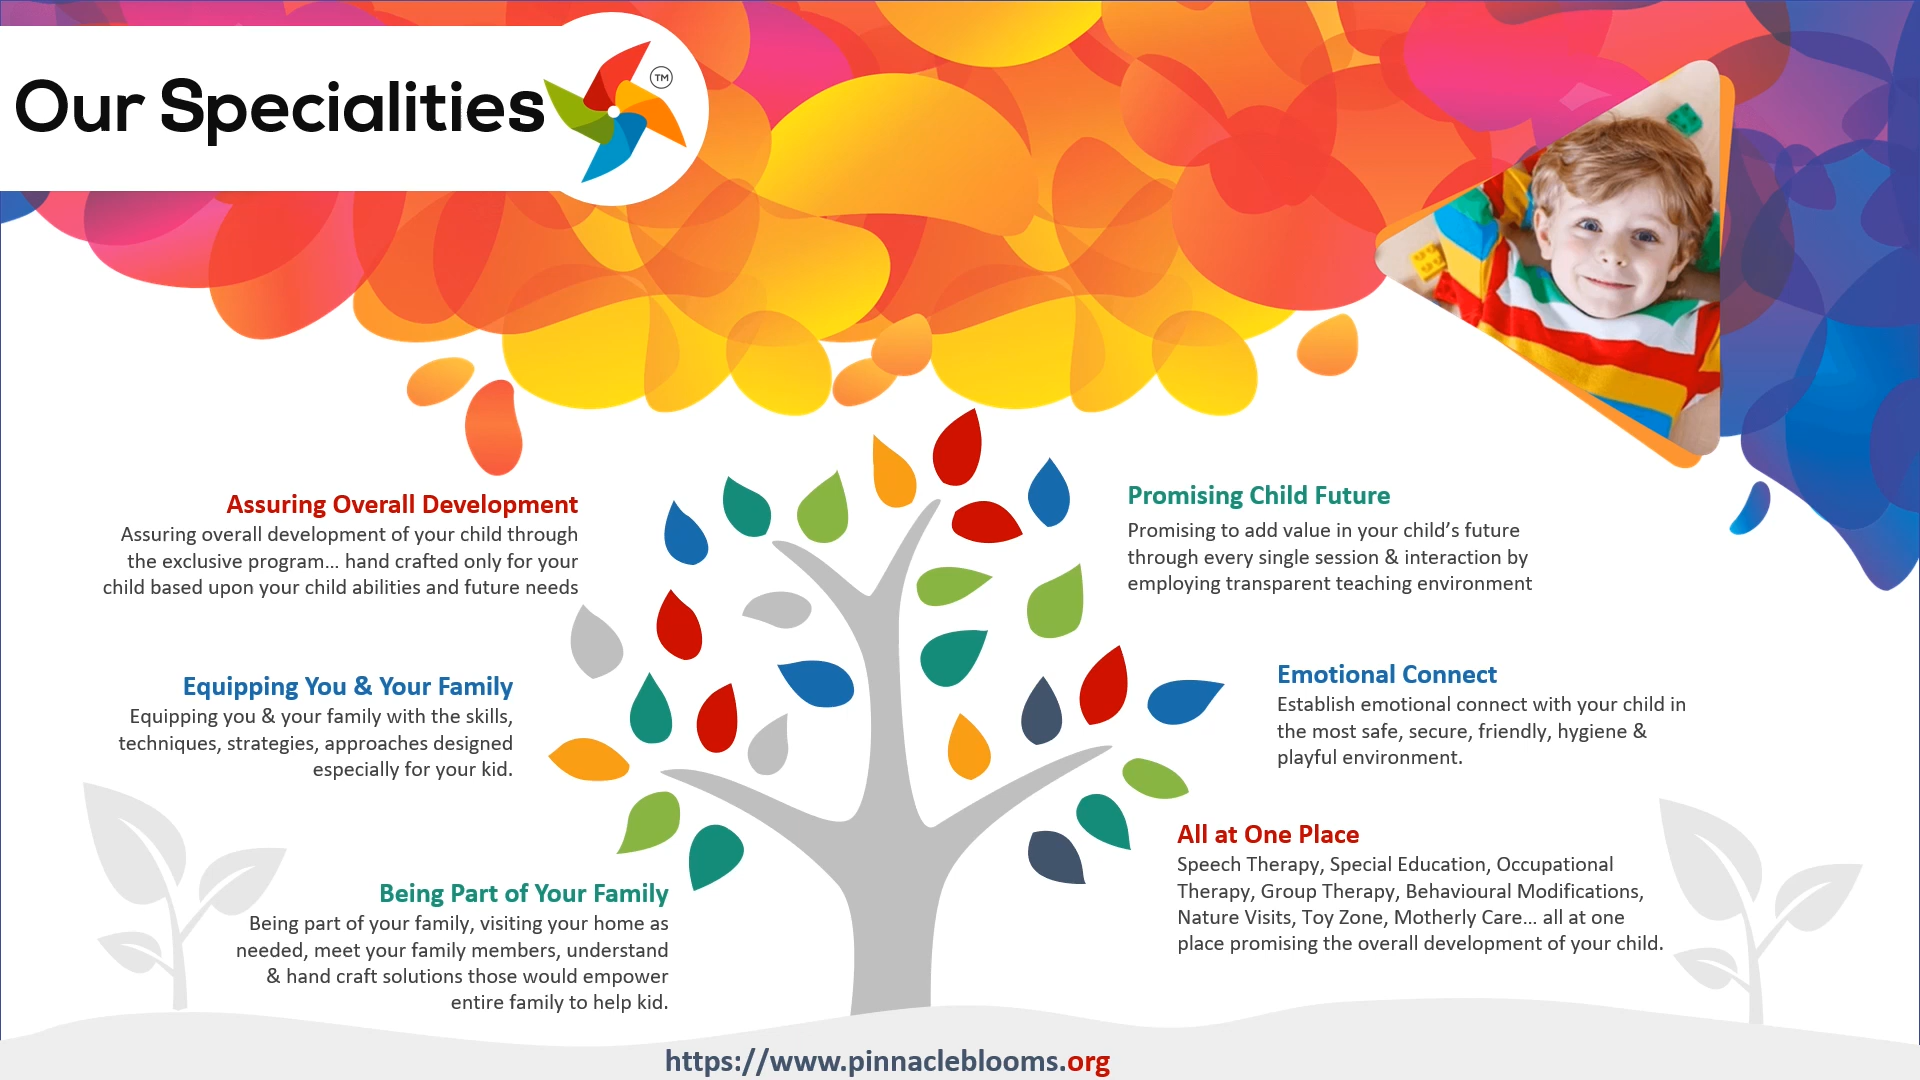 Our Specialities
TM
Assuring Overall Development
Assuring overall development of your child through
the exclusive program... hand crafted only for your
child based upon your child abilities and future needs
Equipping You & Your Family
Equipping you & your family with the skills,
techniques, strategies, approaches designed
especially for your kid.
Being Part of Your Family
Being part of your family, visiting your home as
needed, meet your family members, understand
& hand craft solutions those would empower
entire family to help kid.
Promising Child Future
Promising to add value in your child’s future
through every single session & interaction by
employing transparent teaching environment
Emotional Connect
Establish emotional connect with your child in
the most safe, secure, friendly, hygiene &
playful environment.
All at One Place
Speech Therapy, Special Education, Occupational
Therapy, Group Therapy, Behavioural Modifications,
Nature Visits, Toy Zone, Motherly Care... all at one
place promising the overall development of your child.
https://www.pinnacleblooms.org